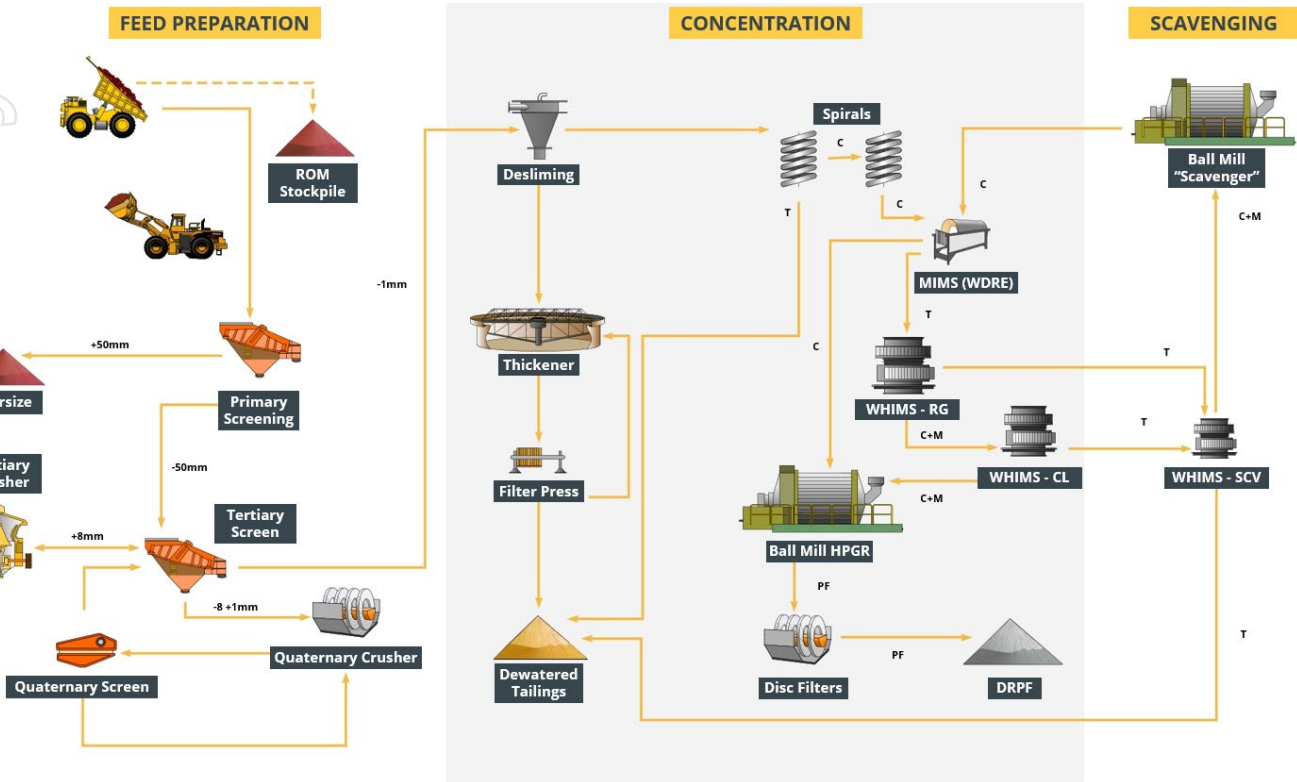 FEED PREPARATION
CONCENTRATION
SCAVENGING
ROM
Stockpile
+50mm
rsize
Primary
Screening
-50mm
tiary
sher
Tertiary
Screen
+8mm
-8 +1mm
Quaternary Crusher
Quaternary Screen
-1mm
Desliming
Thickener
Filter Press
Dewatered
Tailings
Spirals
C
T
C
C
MIMS (WDRE)
T
C
WHIMS - RG
C+M
T
WHIMS - CL
C+M
T
Ball Mill HPGR
PF
Disc Filters
PF
DRPF
Ball Mill
“Scavenger”
C+M
WHIMS - SCV
T